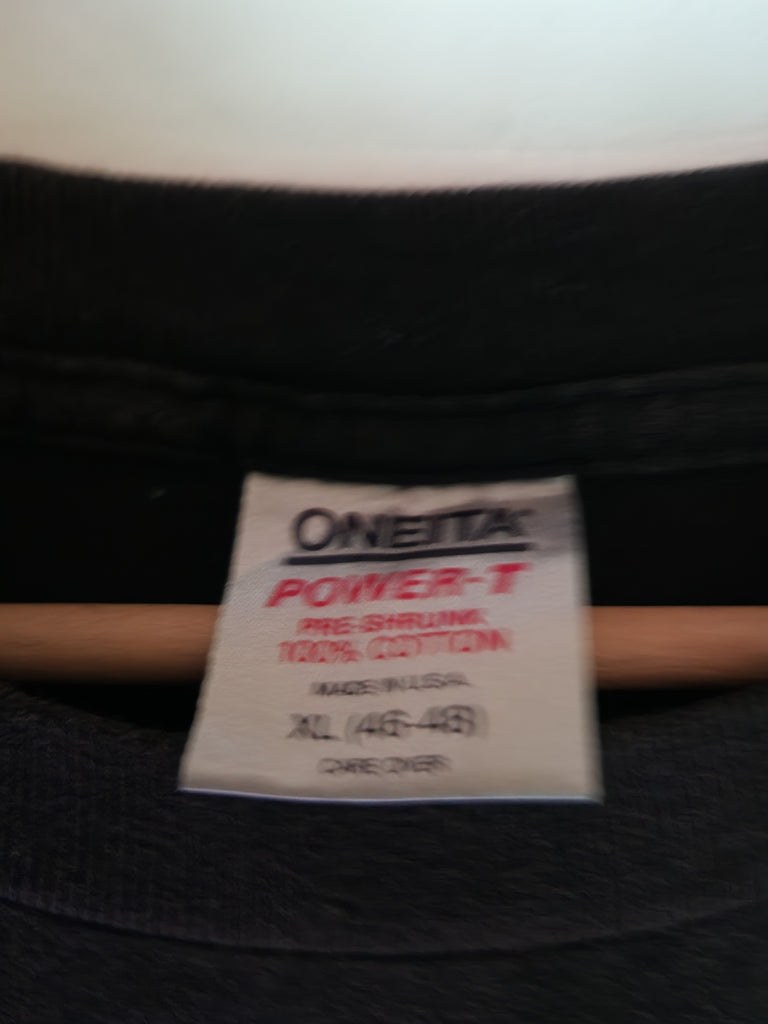 ONEITA
POWER-T
PRE-SHRUNK
100% COTTON
MADE IN U.S.A.
XL (46-48)
CARE OVER